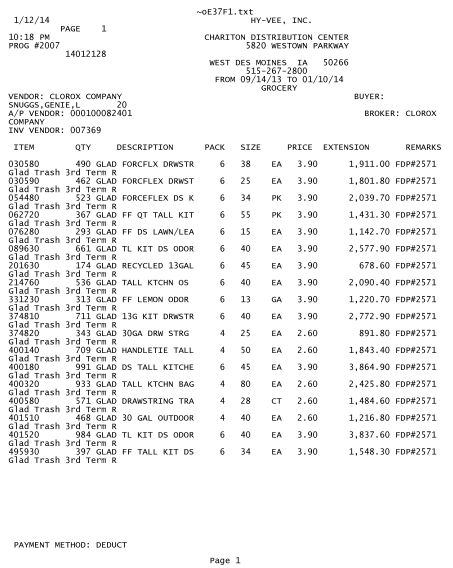 ~oE37F1.txt
1/12/14 HY-VEE, INC.
PAGE 1
10:18 PM CHARITON DISTRIBUTION CENTER
PROG #2007 5820 WESTOWN PARKWAY
14012128
WEST DES MOINES IA 50266
515-267-2800
FROM 09/14/13 TO 01/10/14
GROCERY
VENDOR: CLOROX COMPANY BUYER:
SNUGGS,GENIE,L 20
A/P VENDOR: 000100082401 BROKER: CLOROX
COMPANY
INV VENDOR: 007369
ITEM QTY DESCRIPTION PACK SIZE PRICE EXTENSION REMARKS
030580 490 GLAD FORCFLX DRWSTR 6 38 EA 3.90 1,911.00 FDP#2571
Glad Trash 3rd Term R
030590 462 GLAD FORCEFLEX DRWST 6 25 EA 3.90 1,801.80 FDP#2571
Glad Trash 3rd Term R
054480 523 GLAD FORCEFLEX DS K 6 34 PK 3.90 2,039.70 FDP#2571
Glad Trash 3rd Term R
062720 367 GLAD FF QT TALL KIT 6 55 PK 3.90 1,431.30 FDP#2571
Glad Trash 3rd Term R
076280 293 GLAD FF DS LAWN/LEA 6 15 EA 3.90 1,142.70 FDP#2571
Glad Trash 3rd Term R
089630 661 GLAD TL KIT DS ODOR 6 40 EA 3.90 2,577.90 FDP#2571
Glad Trash 3rd Term R
201630 174 GLAD RECYCLED 13GAL 6 45 EA 3.90 678.60 FDP#2571
Glad Trash 3rd Term R
214760 536 GLAD TALL KTCHN OS 6 40 EA 3.90 2,090.40 FDP#2571
Glad Trash 3rd Term R
331230 313 GLAD FF LEMON ODOR 6 13 GA 3.90 1,220.70 FDP#2571
Glad Trash 3rd Term R
374810 711 GLAD 13G KIT DRWSTR 6 40 EA 3.90 2,772.90 FDP#2571
Glad Trash 3rd Term R
374820 343 GLAD 30GA DRW STRG 4 25 EA 2.60 891.80 FDP#2571
Glad Trash 3rd Term R
400140 709 GLAD HANDLETIE TALL 4 50 EA 2.60 1,843.40 FDP#2571
Glad Trash 3rd Term R
400180 991 GLAD DS TALL KITCHE 6 45 EA 3.90 3,864.90 FDP#2571
Glad Trash 3rd Term R
400320 933 GLAD TALL KTCHN BAG 4 80 EA 2.60 2,425.80 FDP#2571
Glad Trash 3rd Term R
400580 571 GLAD DRAWSTRING TRA 4 28 CT 2.60 1,484.60 FDP#2571
Glad Trash 3rd Term R
401510 468 GLAD 30 GAL OUTDOOR 4 40 EA 2.60 1,216.80 FDP#2571
Glad Trash 3rd Term R
401520 984 GLAD TL KIT DS ODOR 6 40 EA 3.90 3,837.60 FDP#2571
Glad Trash 3rd Term R
495930 397 GLAD FF TALL KIT DS 6 34 EA 3.90 1,548.30 FDP#2571
Glad Trash 3rd Term R
PAYMENT METHOD: DEDUCT
Page 1